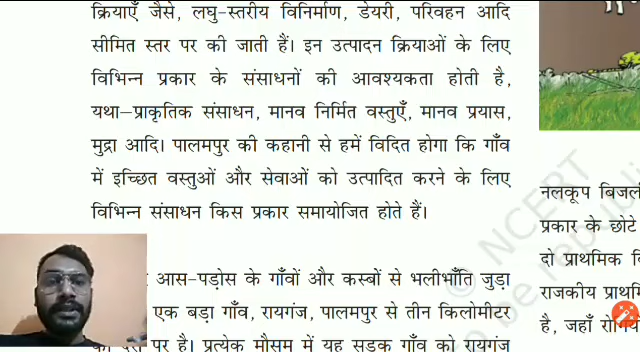 क्रियाएँ जैसे, लघु-स्तरीय विनिर्माण, डेयरी, परिवहन आदि
सीमित स्तर पर की जाती हैं। इन उत्पादन क्रियाओं के लिए
विभिन्न प्रकार के संसाधनों की आवश्यकता होती है,
यथा—प्राकृतिक संसाधन, मानव निर्मित वस्तुएँ, मानव प्रयास,
मुद्रा आदि। पालमपुर की कहानी से हमें विदित होगा कि गाँव
में इच्छित वस्तुओं और सेवाओं को उत्पादित करने के लिए
विभिन्न संसाधन किस प्रकार समायोजित होते हैं।
आस-पड़ोस के गाँवों और कस्बों से भलीभाँति जुड़ा
एक बड़ा गाँव, रायगंज, पालमपुर से तीन किलोमीटर
पर है। प्रत्येक मौसम में यह सड़क गाँव को रायगंज
नलकूप
प्रकार के छोटे
दो प्राथमिक
राजकीय
है, जहाँ
© NCERT
be